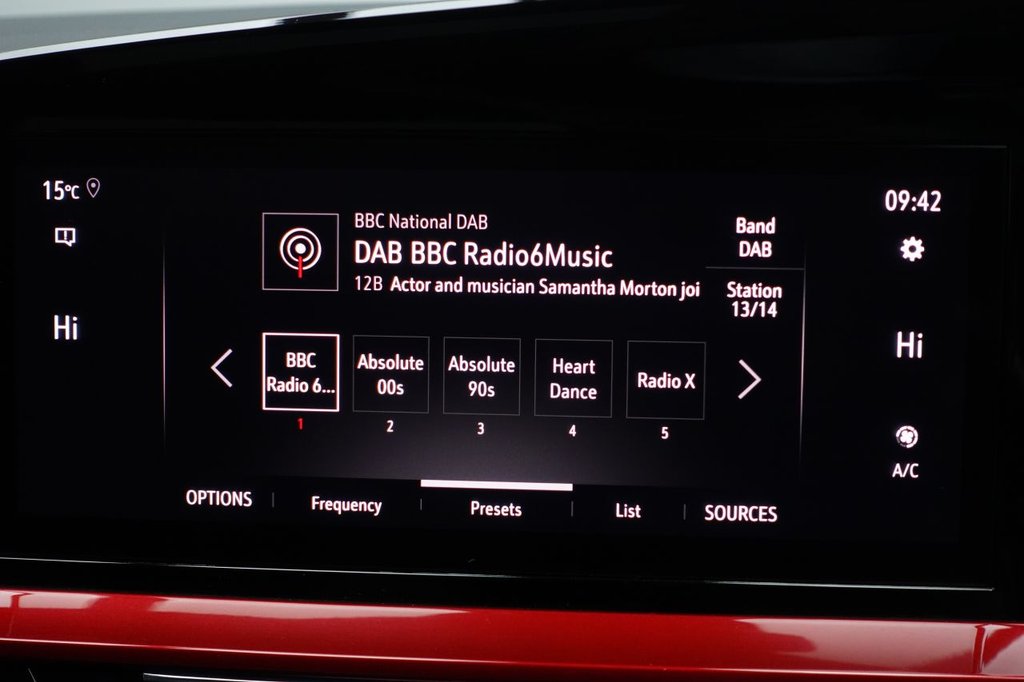 15°C
09:42
Hi
Hi
A/C
BBC National DAB
DAB BBC Radio6Music
12B Actor and musician Samantha Morton joi
Band
DAB
Station
13/14
BBC
Radio 6...
Absolute
00s
Absolute
90s
Heart
Dance
Radio X
1
2
3
4
5
OPTIONS
Frequency
Presets
List
SOURCES